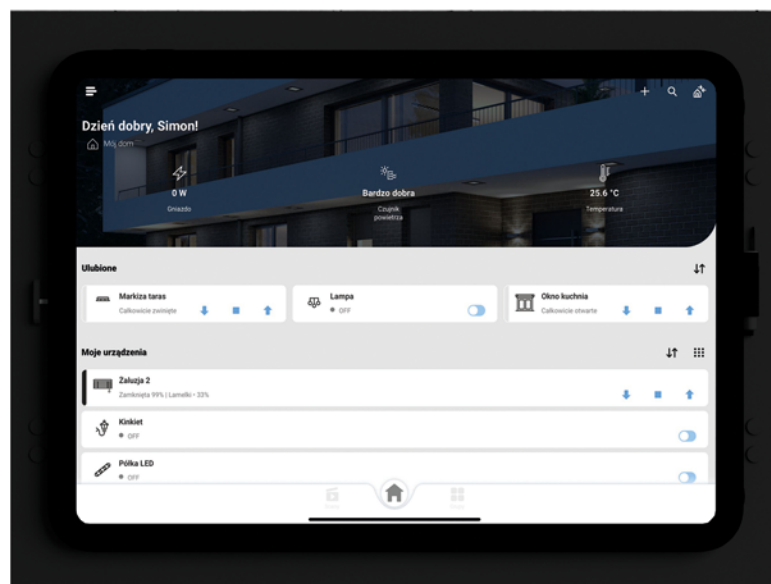 Dzień dobry, Simon!
Mój dom
0 W
Gniazdo
Bardzo dobra
Czujnik
powietrza
25.6 °C
Temperatura
Ulubione
Markiza taras
Całkowicie zwinięte
Lampa
OFF
Okno kuchnia
Całkowicie otwarte
Moje urządzenia
Żaluzja 2
Zamknięta 99% | Lamelki • 33%
Kinkiet
OFF
Półka LED
OFF